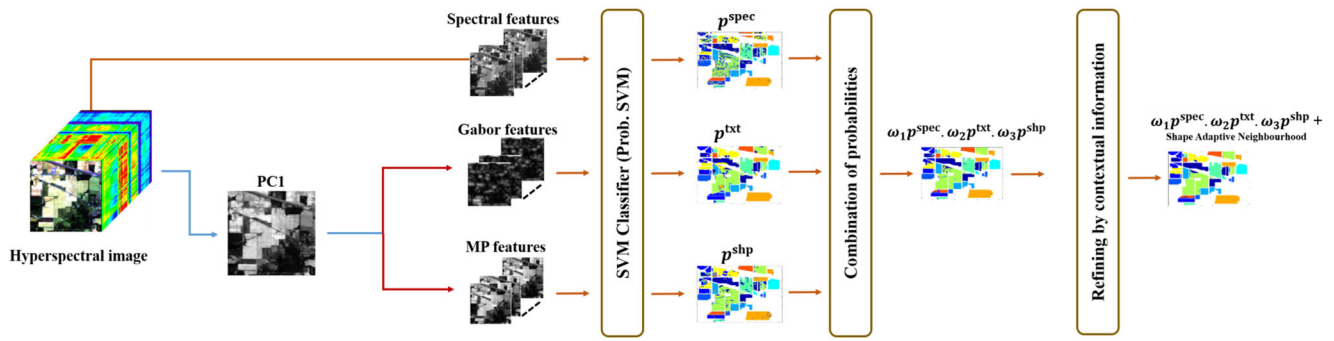 Spectral features
Gabor features
MP features
Hyperspectral image
PC1
SVM Classifier (Prob. SVM)
p^spec
p^txt
p^shp
Combination of probabilities
ω₁p^spec. ω₂p^txt. ω₃p^shp
Refining by contextual information
ω₁p^spec. ω₂p^txt. ω₃p^shp +
Shape Adaptive Neighbourhood